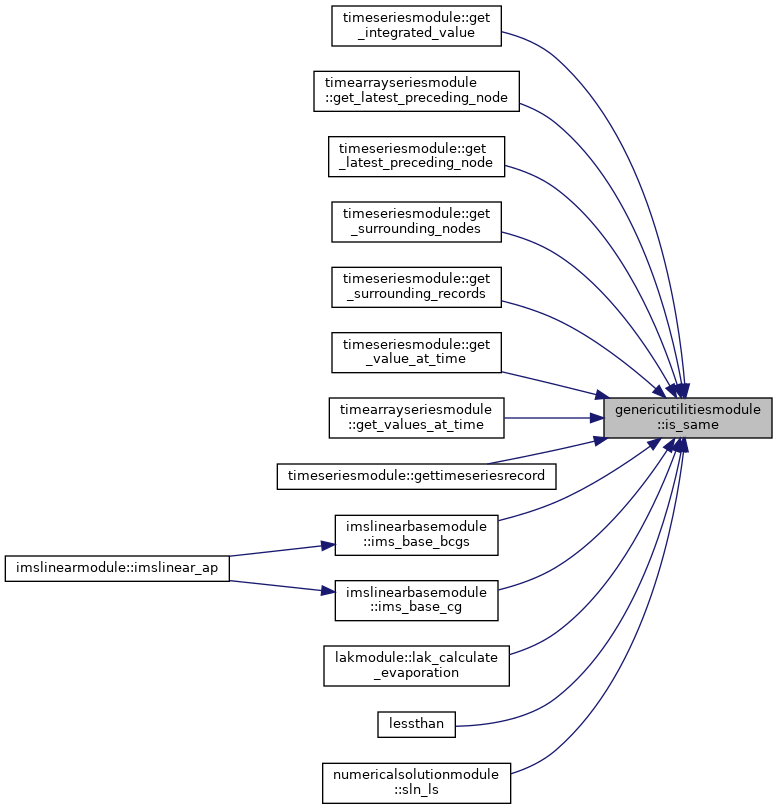 timeseriesmodule::get
_integrated_value
timearrayseriesmodule
::get_latest_preceding_node
timeseriesmodule::get
_latest_preceding_node
timeseriesmodule::get
_surrounding_nodes
timeseriesmodule::get
_surrounding_records
timeseriesmodule::get
_value_at_time
timearrayseriesmodule
::get_values_at_time
genericutilitiesmodule
::is_same
timeseriesmodule::gettimeseriesrecord
imslinearbasemodule
::ims_base_bcgs
imslinearmodule::imslinear_ap
imslinearbasemodule
::ims_base_cg
lakmodule::lak_calculate
_evaporation
lessthan
numericalsolutionmodule
::sln_ls